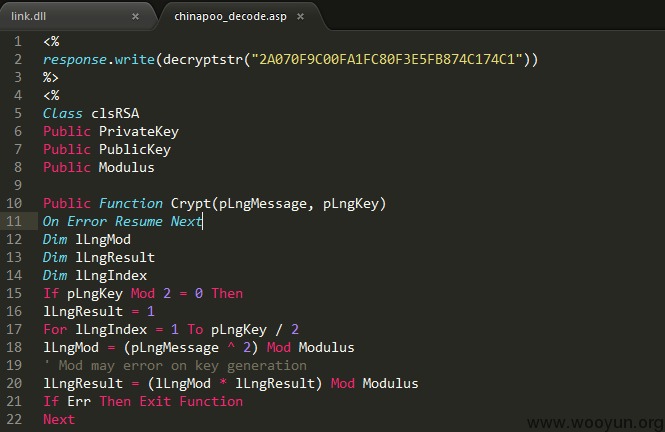 link.dll × chinapoo_decode.asp ×
1 <%
2 response.write(decryptstr("2A070F9C00FA1FC80F3E5FB874C174C1"))
3 %>
4 <%
5 Class clsRSA
6 Public PrivateKey
7 Public PublicKey
8 Public Modulus
9
10 Public Function Crypt(pLngMessage, pLngKey)
11 On Error Resume Next
12 Dim lLngMod
13 Dim lLngResult
14 Dim lLngIndex
15 If pLngKey Mod 2 = 0 Then
16 lLngResult = 1
17 For lLngIndex = 1 To pLngKey / 2
18 lLngMod = (pLngMessage ^ 2) Mod Modulus
19 ' Mod may error on key generation
20 lLngResult = (lLngMod * lLngResult) Mod Modulus
21 If Err Then Exit Function
22 Next
www.wooyun.org